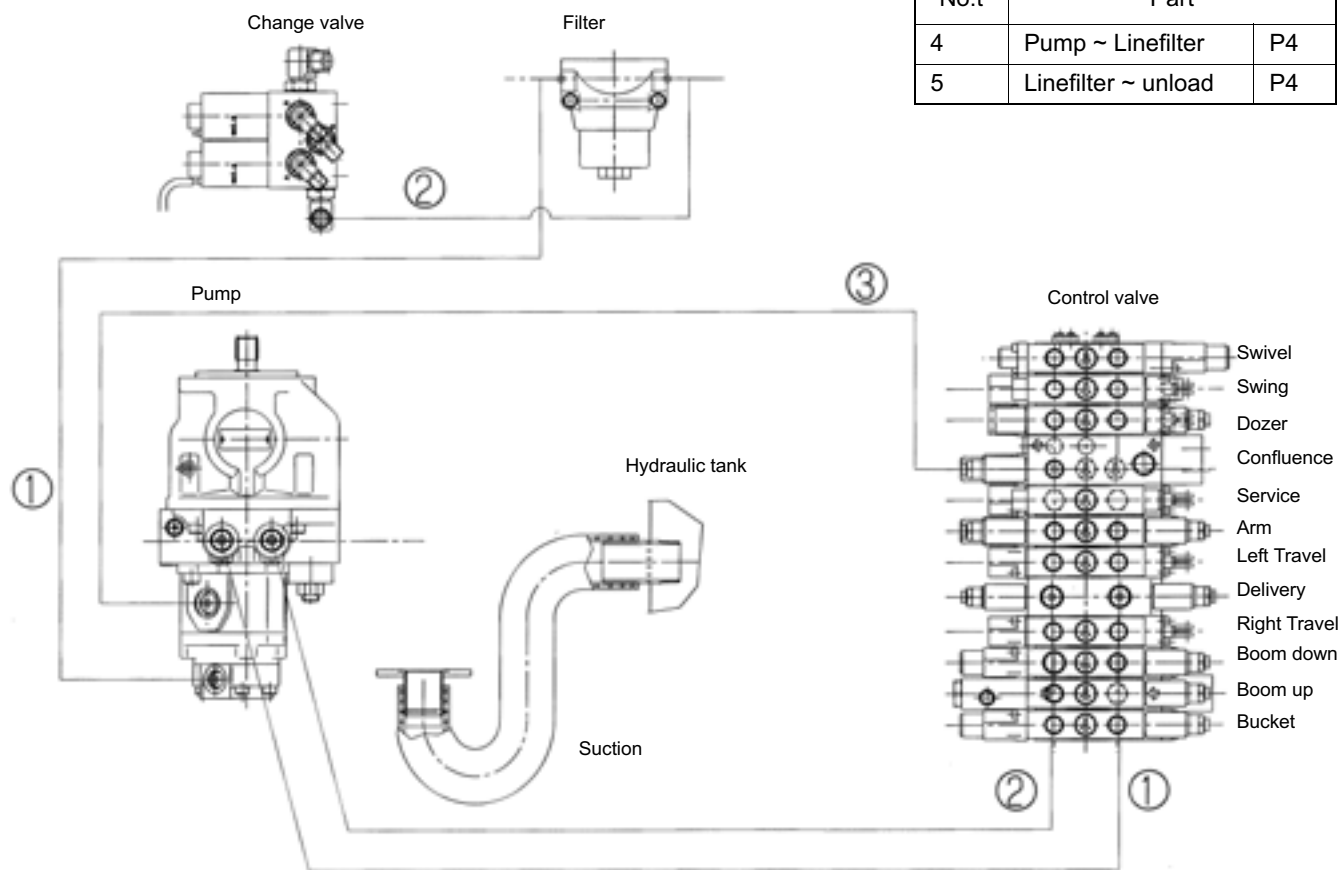 No.t Part
4 Pump ~ Linefilter P4
5 Linefilter ~ unload P4
Change valve
Filter
②
Pump
③
Control valve
①
Hydraulic tank
Suction
Swivel
Swing
Dozer
Confluence
Service
Arm
Left Travel
Delivery
Right Travel
Boom down
Boom up
Bucket
② ①